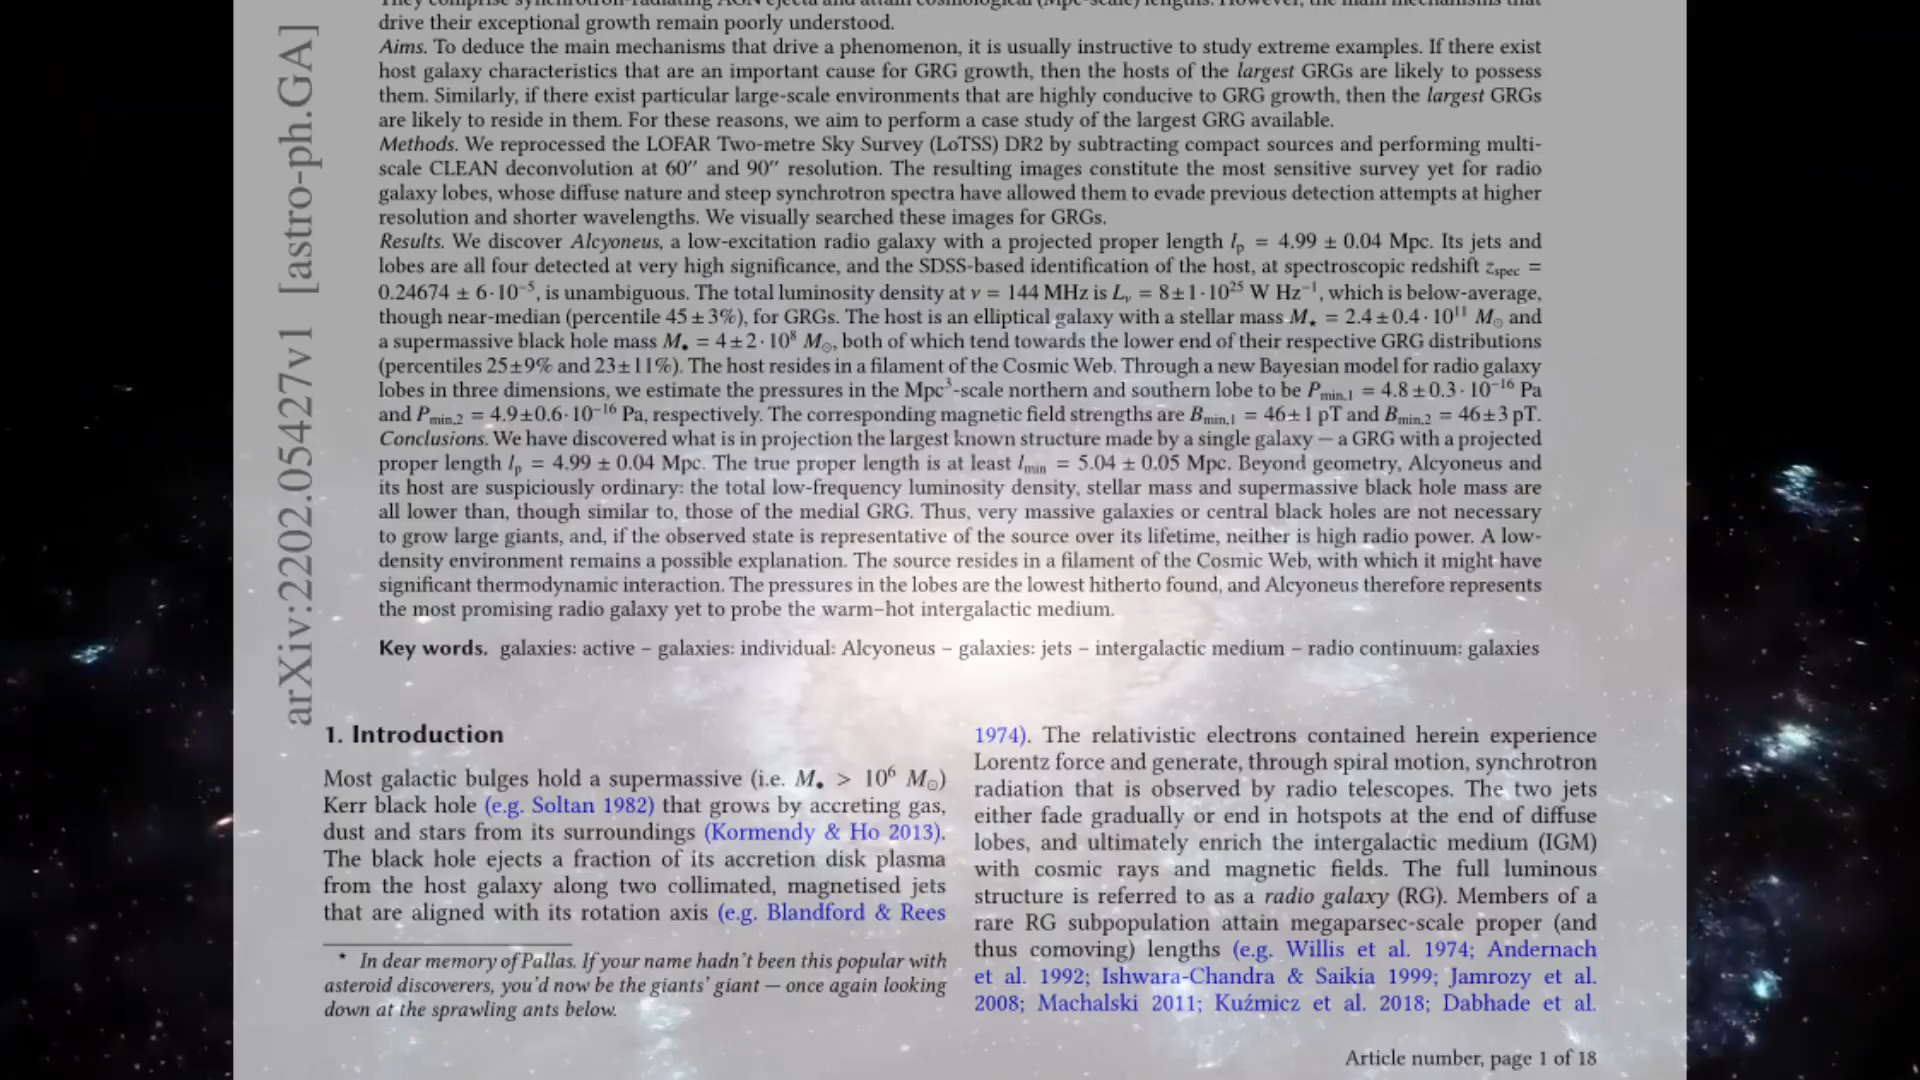 drive their exceptional growth remain poorly understood.
Aims. To deduce the main mechanisms that drive a phenomenon, it is usually instructive to study extreme examples. If there exist
host galaxy characteristics that are an important cause for GRG growth, then the hosts of the largest GRGs are likely to possess
them. Similarly, if there exist particular large-scale environments that are highly conducive to GRG growth, then the largest GRGs
are likely to reside in them. For these reasons, we aim to perform a case study of the largest GRG available.
Methods. We reprocessed the LOFAR Two-metre Sky Survey (LoTSS) DR2 by subtracting compact sources and performing multi-
scale CLEAN deconvolution at 60″ and 90″ resolution. The resulting images constitute the most sensitive survey yet for radio
galaxy lobes, whose diffuse nature and steep synchrotron spectra have allowed them to evade previous detection attempts at higher
resolution and shorter wavelengths. We visually searched these images for GRGs.
Results. We discover Alcyoneus, a low-excitation radio galaxy with a projected proper length lₚ = 4.99 ± 0.04 Mpc. Its jets and
lobes are all four detected at very high significance, and the SDSS-based identification of the host, at spectroscopic redshift z_spec =
0.24674 ± 6·10⁻⁵, is unambiguous. The total luminosity density at ν = 144 MHz is L_ν = 8±1·10²⁵ W Hz⁻¹, which is below-average,
though near-median (percentile 45±3%), for GRGs. The host is an elliptical galaxy with a stellar mass M⋆ = 2.4±0.4·10¹¹ M⊙ and
a supermassive black hole mass M• = 4±2·10⁸ M⊙, both of which tend towards the lower end of their respective GRG distributions
(percentiles 25±9% and 23±11%). The host resides in a filament of the Cosmic Web. Through a new Bayesian model for radio galaxy
lobes in three dimensions, we estimate the pressures in the Mpc³-scale northern and southern lobe to be P_min,1 = 4.8±0.3·10⁻¹⁶ Pa
and P_min,2 = 4.9±0.6·10⁻¹⁶ Pa, respectively. The corresponding magnetic field strengths are B_min,1 = 46±1 pT and B_min,2 = 46±3 pT.
Conclusions. We have discovered what is in projection the largest known structure made by a single galaxy — a GRG with a projected
proper length lₚ = 4.99 ± 0.04 Mpc. The true proper length is at least l_min = 5.04 ± 0.05 Mpc. Beyond geometry, Alcyoneus and
its host are suspiciously ordinary: the total low-frequency luminosity density, stellar mass and supermassive black hole mass are
all lower than, though similar to, those of the medial GRG. Thus, very massive galaxies or central black holes are not necessary
to grow large giants, and, if the observed state is representative of the source over its lifetime, neither is high radio power. A low-
density environment remains a possible explanation. The source resides in a filament of the Cosmic Web, with which it might have
significant thermodynamic interaction. The pressures in the lobes are the lowest hitherto found, and Alcyoneus therefore represents
the most promising radio galaxy yet to probe the warm–hot intergalactic medium.
Key words. galaxies: active – galaxies: individual: Alcyoneus – galaxies: jets – intergalactic medium – radio continuum: galaxies
arXiv:2202.05427v1 [astro-ph.GA]
1. Introduction
Most galactic bulges hold a supermassive (i.e. M• > 10⁶ M⊙)
Kerr black hole (e.g. Soltan 1982) that grows by accreting gas,
dust and stars from its surroundings (Kormendy & Ho 2013).
The black hole ejects a fraction of its accretion disk plasma
from the host galaxy along two collimated, magnetised jets
that are aligned with its rotation axis (e.g. Blandford & Rees
* In dear memory of Pallas. If your name hadn't been this popular with
asteroid discoverers, you'd now be the giants' giant — once again looking
down at the sprawling ants below.
1974). The relativistic electrons contained herein experience
Lorentz force and generate, through spiral motion, synchrotron
radiation that is observed by radio telescopes. The two jets
either fade gradually or end in hotspots at the end of diffuse
lobes, and ultimately enrich the intergalactic medium (IGM)
with cosmic rays and magnetic fields. The full luminous
structure is referred to as a radio galaxy (RG). Members of a
rare RG subpopulation attain megaparsec-scale proper (and
thus comoving) lengths (e.g. Willis et al. 1974; Andernach
et al. 1992; Ishwara-Chandra & Saikia 1999; Jamrozy et al.
2008; Machalski 2011; Kuźmicz et al. 2018; Dabhade et al.
Article number, page 1 of 18